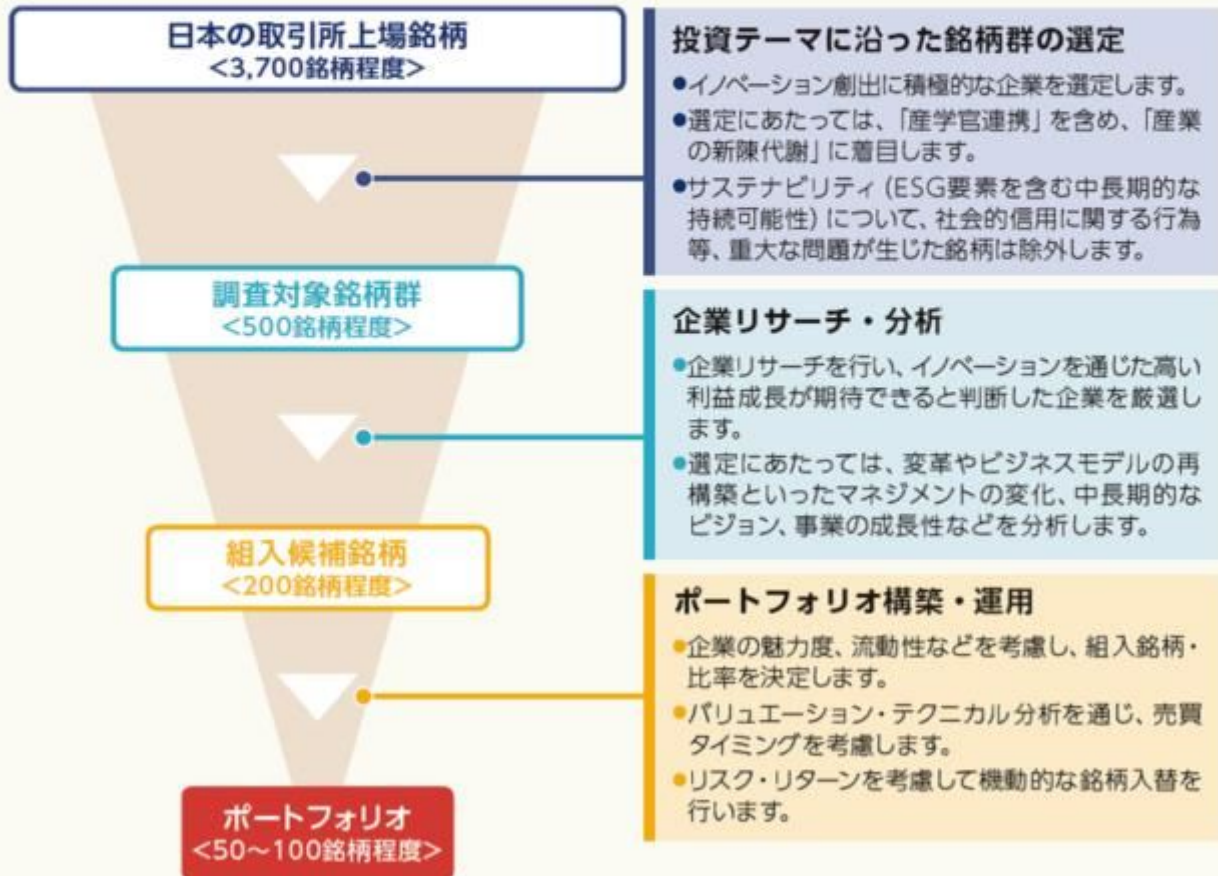 日本の取引所上場銘柄
<3,700銘柄程度>
投資テーマに沿った銘柄群の選定
●イノベーション創出に積極的な企業を選定します。
●選定にあたっては、「産学官連携」を含め、「産業
の新陳代謝」に着目します。
●サステナビリティ(ESG要素を含む中長期的な
持続可能性)について、社会的信用に関する行為
等、重大な問題が生じた銘柄は除外します。
調査対象銘柄群
<500銘柄程度>
企業リサーチ・分析
●企業リサーチを行い、イノベーションを通じた高い
利益成長が期待できると判断した企業を厳選し
ます。
●選定にあたっては、変革やビジネスモデルの再
構築といったマネジメントの変化、中長期的な
ビジョン、事業の成長性などを分析します。
組入候補銘柄
<200銘柄程度>
ポートフォリオ構築・運用
●企業の魅力度、流動性などを考慮し、組入銘柄・
比率を決定します。
●バリュエーション・テクニカル分析を通じ、売買
タイミングを考慮します。
●リスク・リターンを考慮して機動的な銘柄入替を
行います。
ポートフォリオ
<50~100銘柄程度>